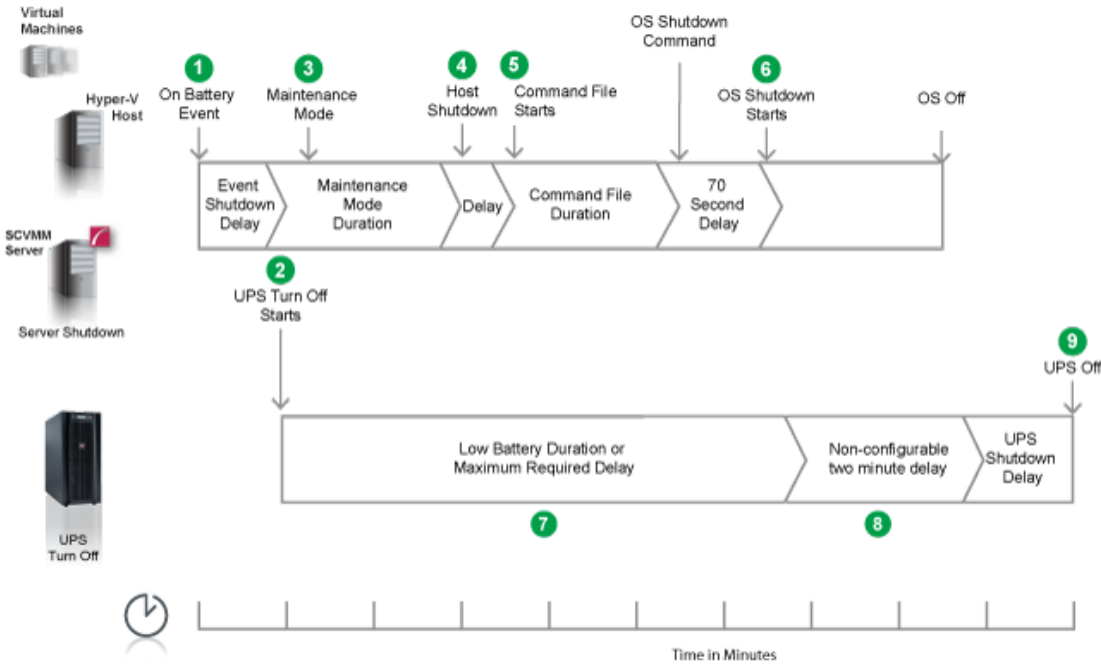 Virtual
Machines
Hyper-V
Host
1
On Battery
Event
3
Maintenance
Mode
4
Host
Shutdown
5
Command File
Starts
OS Shutdown
Command
6
OS Shutdown
Starts
OS Off
Event
Shutdown
Delay
Maintenance
Mode
Duration
Delay
Command File
Duration
70
Second
Delay
SCVMM
Server
Server Shutdown
2
UPS Turn Off
Starts
9
UPS Off
Low Battery Duration or
Maximum Required Delay
Non-configurable
two minute delay
UPS
Shutdown
Delay
7
8
UPS
Turn Off
Time in Minutes